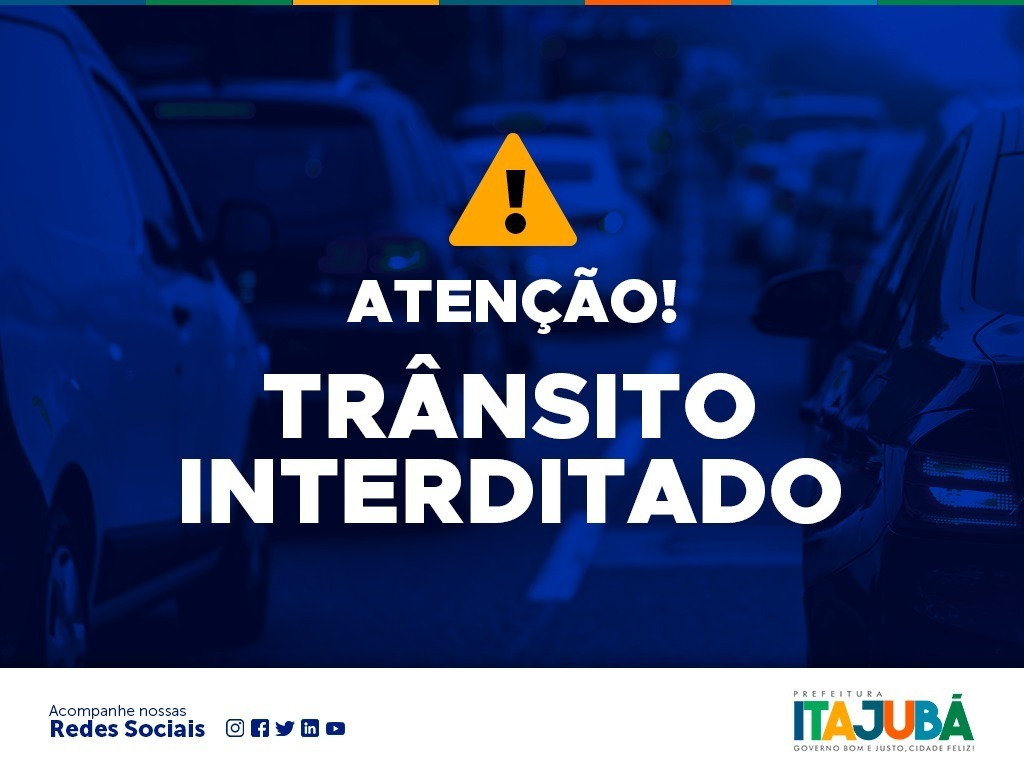 ATENÇÃO!
TRÂNSITO
INTERDITADO
Acompanhe nossas
Redes Sociais
PREFEITURA
ITAJUBÁ
GOVERNO BOM E JUSTO, CIDADE FELIZ!